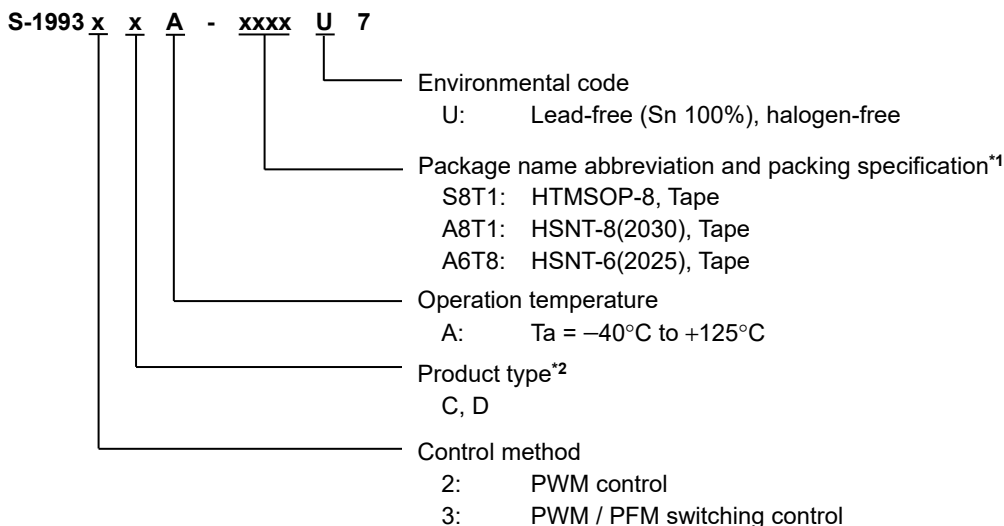 S-1993 x x A - xxxx U 7
Environmental code
U: Lead-free (Sn 100%), halogen-free
Package name abbreviation and packing specification*1
S8T1: HTMSOP-8, Tape
A8T1: HSNT-8(2030), Tape
A6T8: HSNT-6(2025), Tape
Operation temperature
A: Ta = −40°C to +125°C
Product type*2
C, D
Control method
2: PWM control
3: PWM / PFM switching control